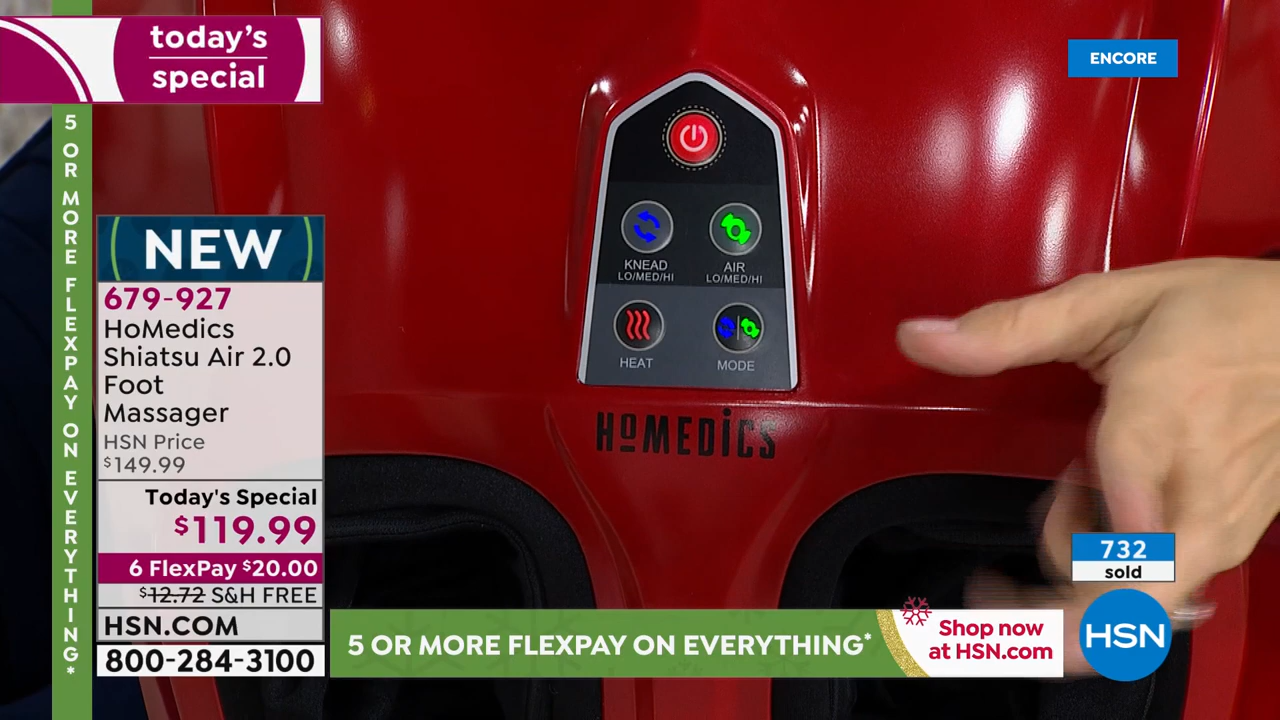 today's
special
ENCORE
5 OR MORE FLEXPAY ON EVERYTHING*
NEW
679-927
HoMedics
Shiatsu Air 2.0
Foot
Massager
HSN Price
$149.99
Today's Special
$119.99
6 FlexPay $20.00
$12.72 S&H FREE
HSN.COM
800-284-3100
KNEAD
LO/MED/HI
AIR
LO/MED/HI
HEAT
MODE
HOMEDICS
732
sold
5 OR MORE FLEXPAY ON EVERYTHING*
Shop now
at HSN.com
HSN